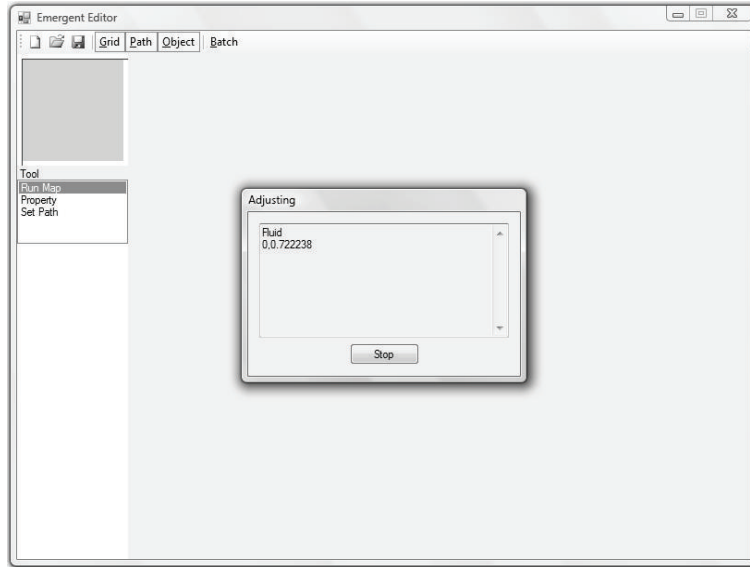 Emergent Editor
Grid Path Object Batch
Tool
Run Map
Property
Set Path
Adjusting
Fluid
0,0.722238
Stop